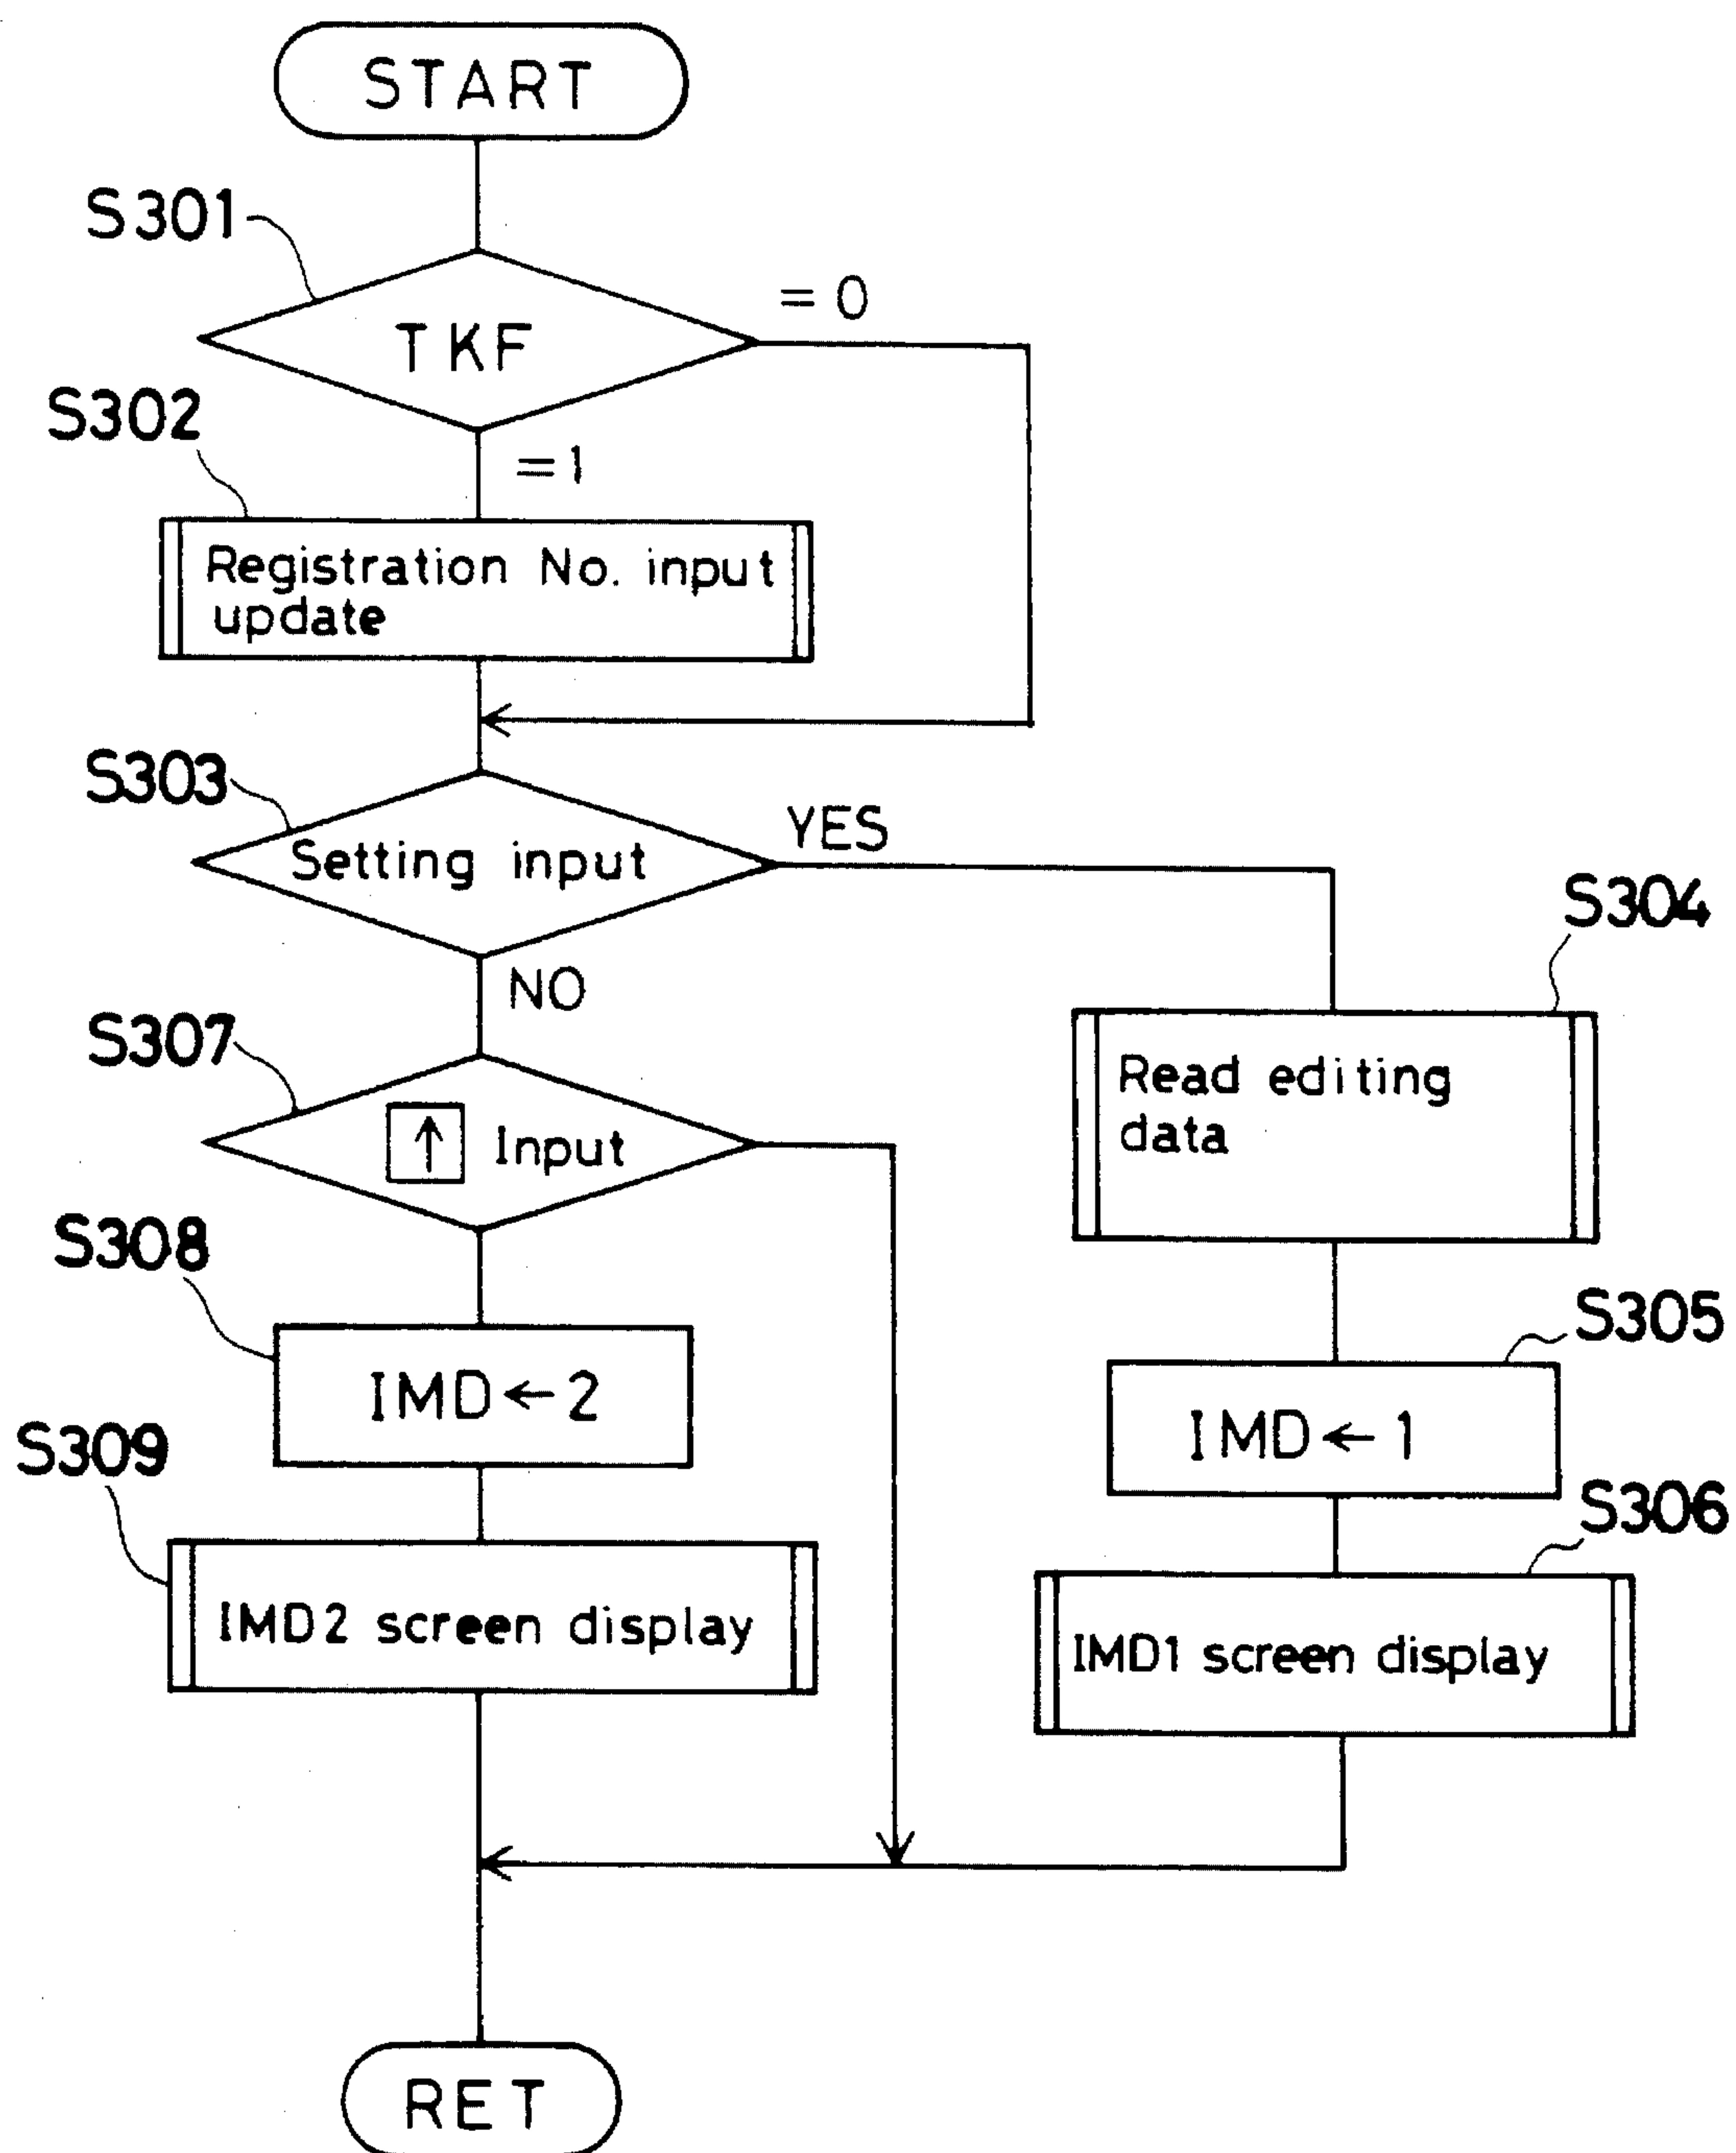 START
S301
= 0
TKF
S302
= 1
Registration No. input
update
S303
YES
Setting input
S304
NO
S307
Read editing
data
↑ Input
S308
S305
IMD ← 2
IMD ← 1
S309
S306
IMD2 screen display
IMD1 screen display
RET